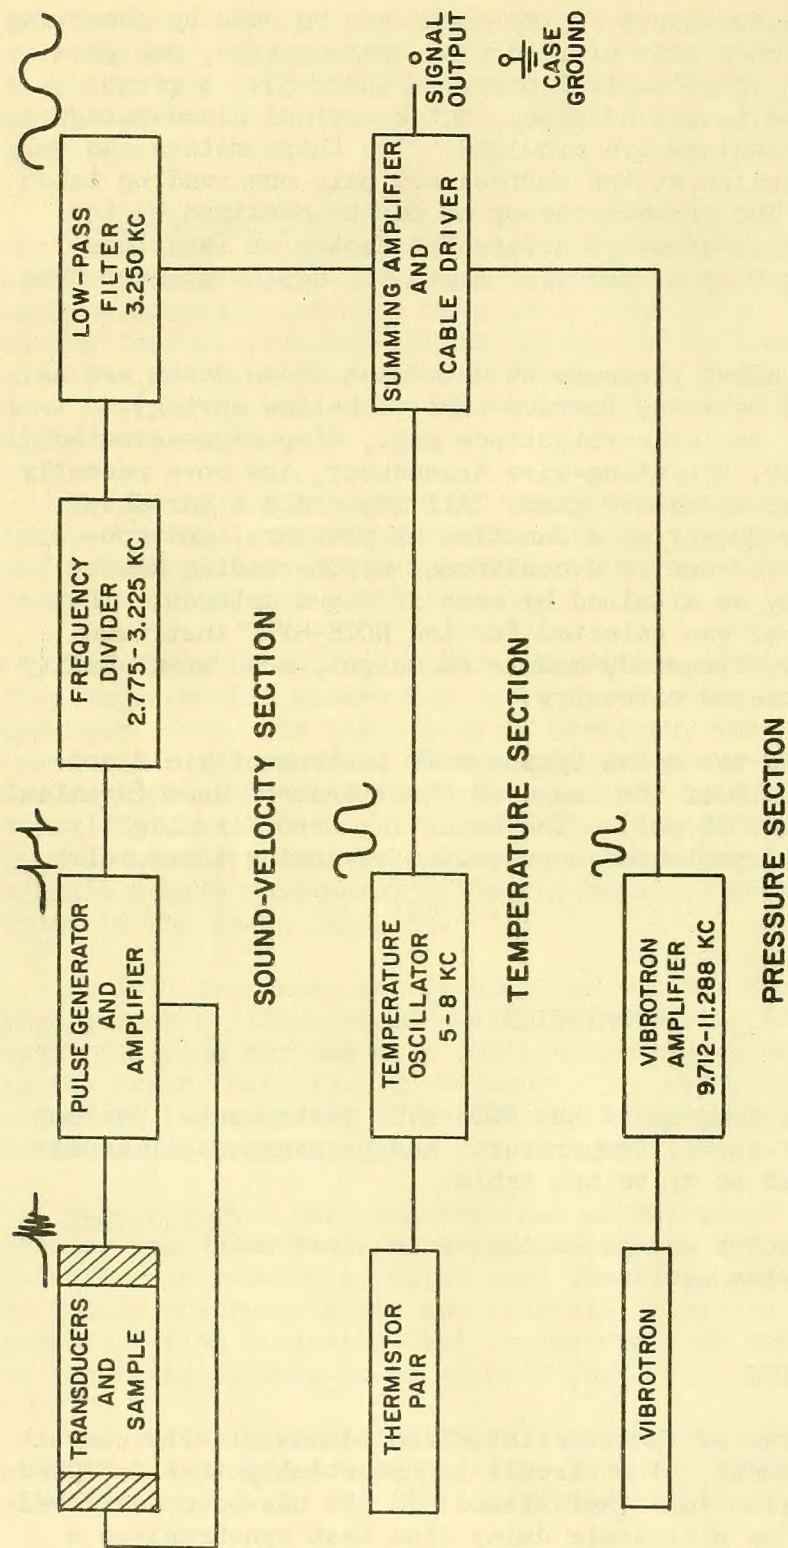 TRANSDUCERS
AND
SAMPLE
PULSE GENERATOR
AND
AMPLIFIER
FREQUENCY
DIVIDER
2.775-3.225 KC
LOW-PASS
FILTER
3.250 KC
SOUND-VELOCITY SECTION
THERMISTOR
PAIR
TEMPERATURE
OSCILLATOR
5-8 KC
SUMMING AMPLIFIER
AND
CABLE DRIVER
SIGNAL
OUTPUT
CASE
GROUND
TEMPERATURE SECTION
VIBROTRON
VIBROTRON
AMPLIFIER
9.712-11.288 KC
PRESSURE SECTION